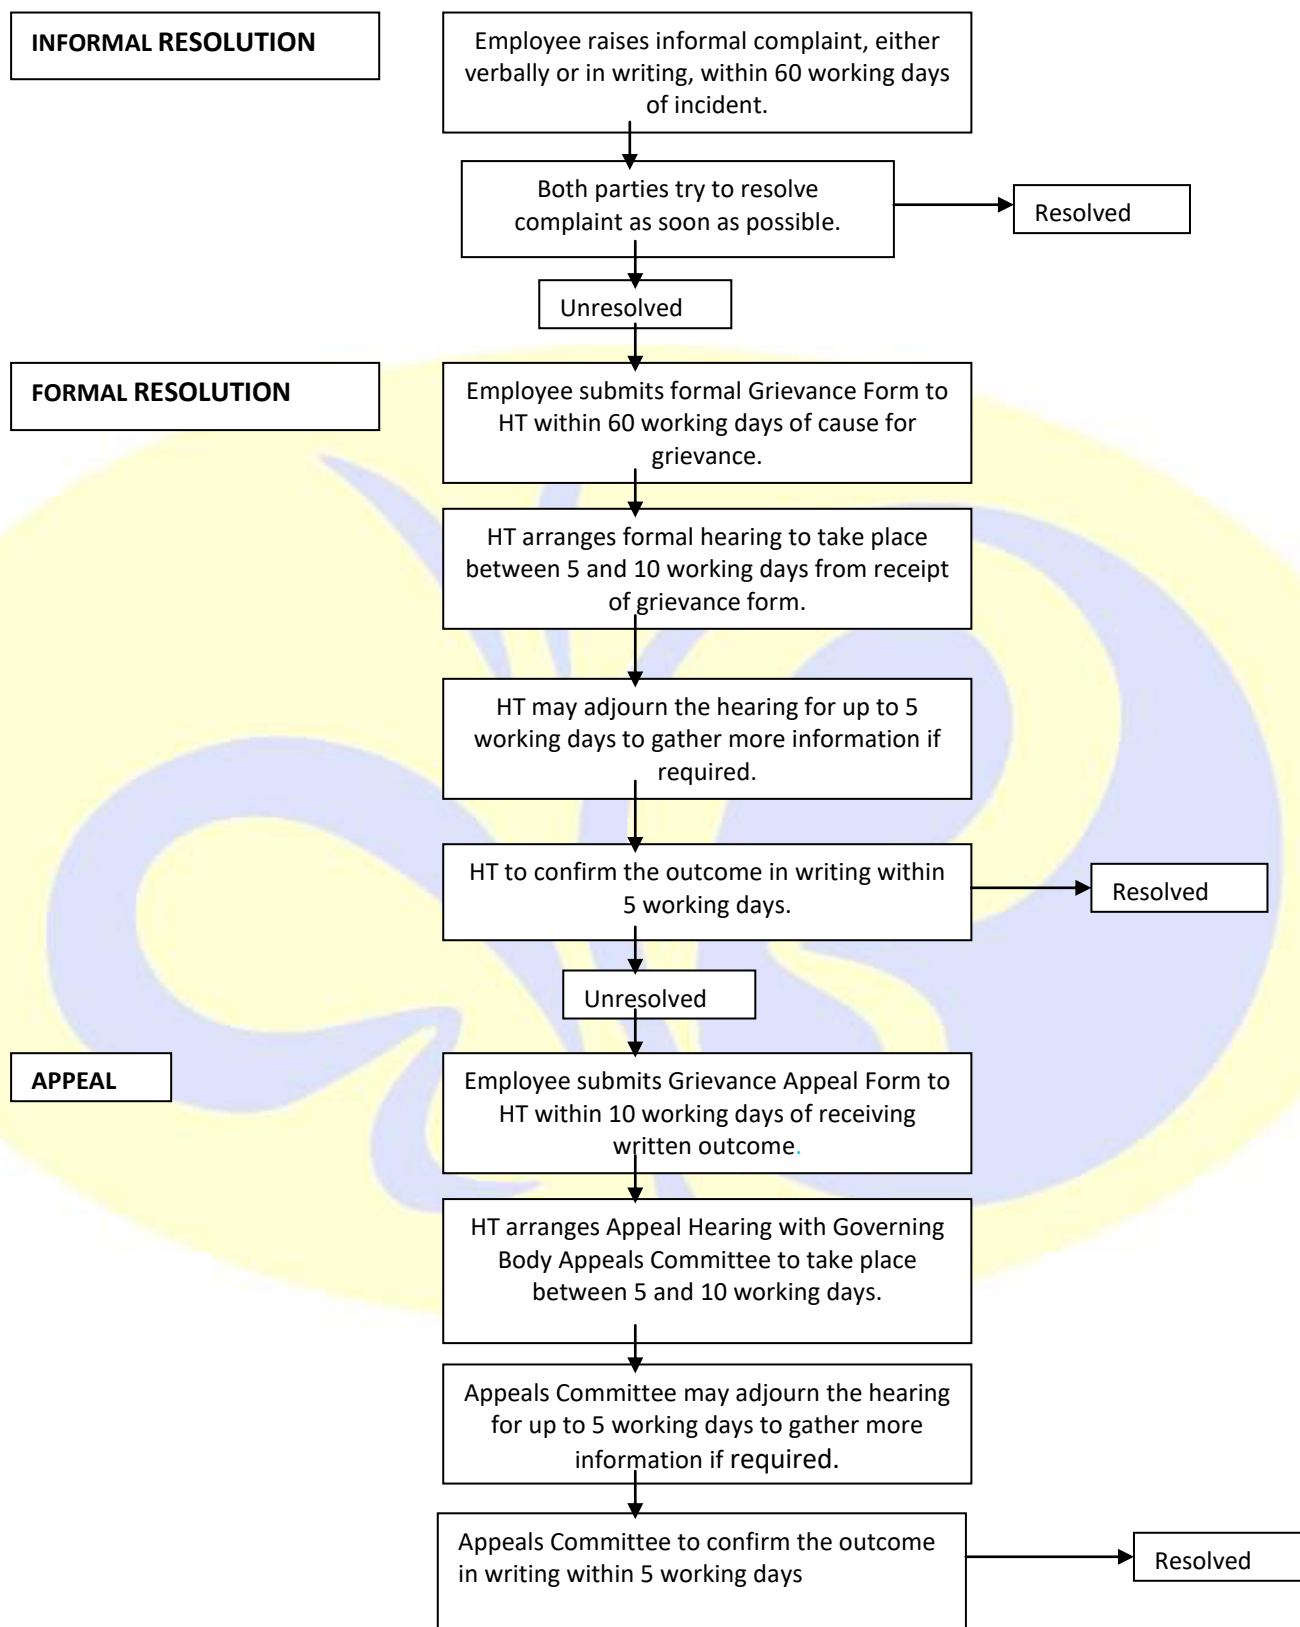 INFORMAL RESOLUTION
Employee raises informal complaint, either
verbally or in writing, within 60 working days
of incident.
Both parties try to resolve
complaint as soon as possible.
Resolved
Unresolved
FORMAL RESOLUTION
Employee submits formal Grievance Form to
HT within 60 working days of cause for
grievance.
HT arranges formal hearing to take place
between 5 and 10 working days from receipt
of grievance form.
HT may adjourn the hearing for up to 5
working days to gather more information if
required.
HT to confirm the outcome in writing within
5 working days.
Resolved
Unresolved
APPEAL
Employee submits Grievance Appeal Form to
HT within 10 working days of receiving
written outcome.
HT arranges Appeal Hearing with Governing
Body Appeals Committee to take place
between 5 and 10 working days.
Appeals Committee may adjourn the hearing
for up to 5 working days to gather more
information if required.
Appeals Committee to confirm the outcome
in writing within 5 working days
Resolved